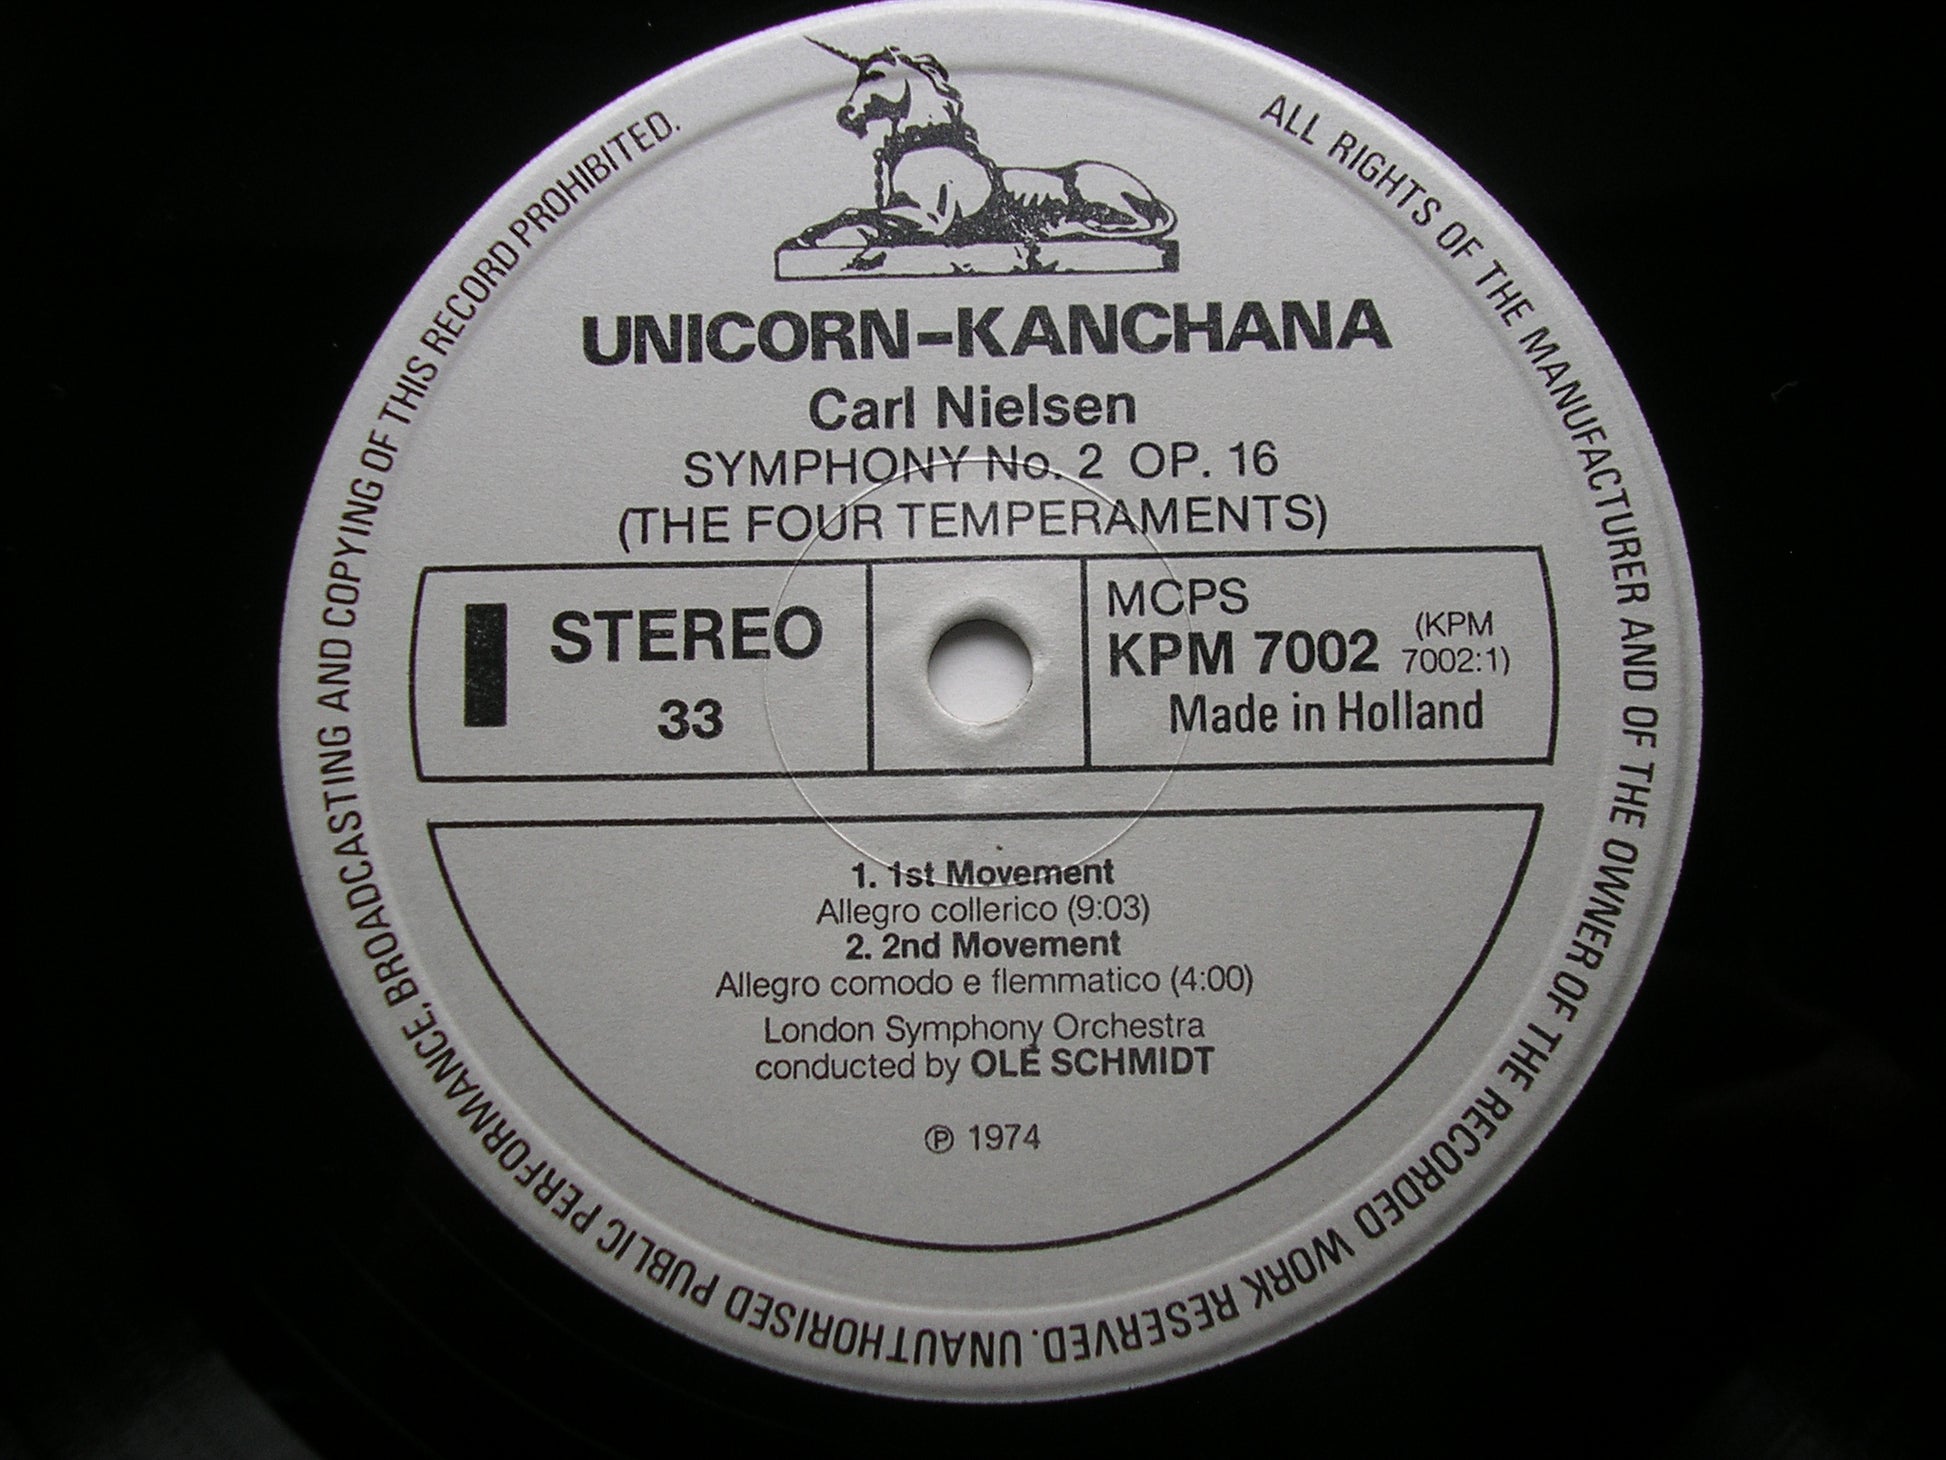 UNICORN-KANCHANA
Carl Nielsen
SYMPHONY No. 2 OP. 16
(THE FOUR TEMPERAMENTS)
STEREO
33
MCPS
KPM 7002 (KPM
7002:1)
Made in Holland
1. 1st Movement
Allegro collerico (9:03)
2. 2nd Movement
Allegro comodo e flemmatico (4:00)
London Symphony Orchestra
conducted by OLE SCHMIDT
℗ 1974
ALL RIGHTS OF THE MANUFACTURER AND OF THE OWNER OF THE RECORDED WORK RESERVED. UNAUTHORISED PUBLIC PERFORMANCE, BROADCASTING AND COPYING OF THIS RECORD PROHIBITED.